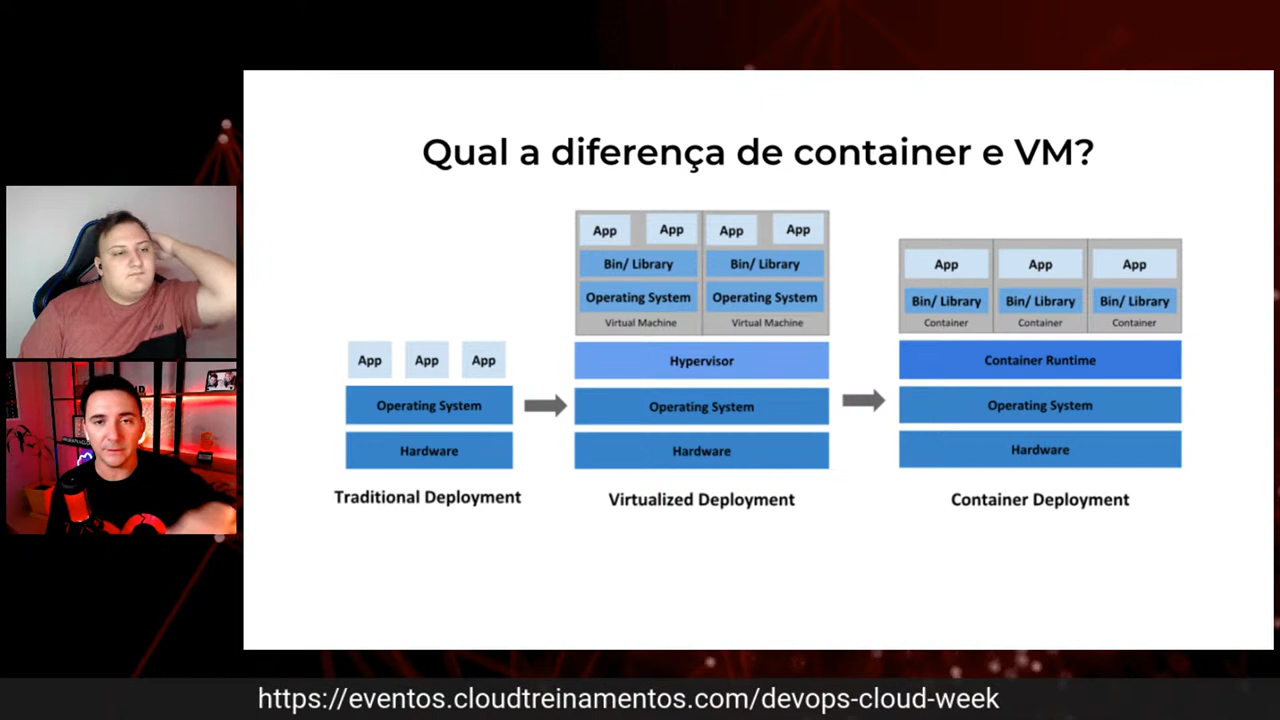 Qual a diferença de container e VM?
App App App
Operating System
Hardware
Traditional Deployment
App App App App
Bin/ Library Bin/ Library
Operating System Operating System
Virtual Machine Virtual Machine
Hypervisor
Operating System
Hardware
Virtualized Deployment
App App App
Bin/ Library Bin/ Library Bin/ Library
Container Container Container
Container Runtime
Operating System
Hardware
Container Deployment
https://eventos.cloudtreinamentos.com/devops-cloud-week